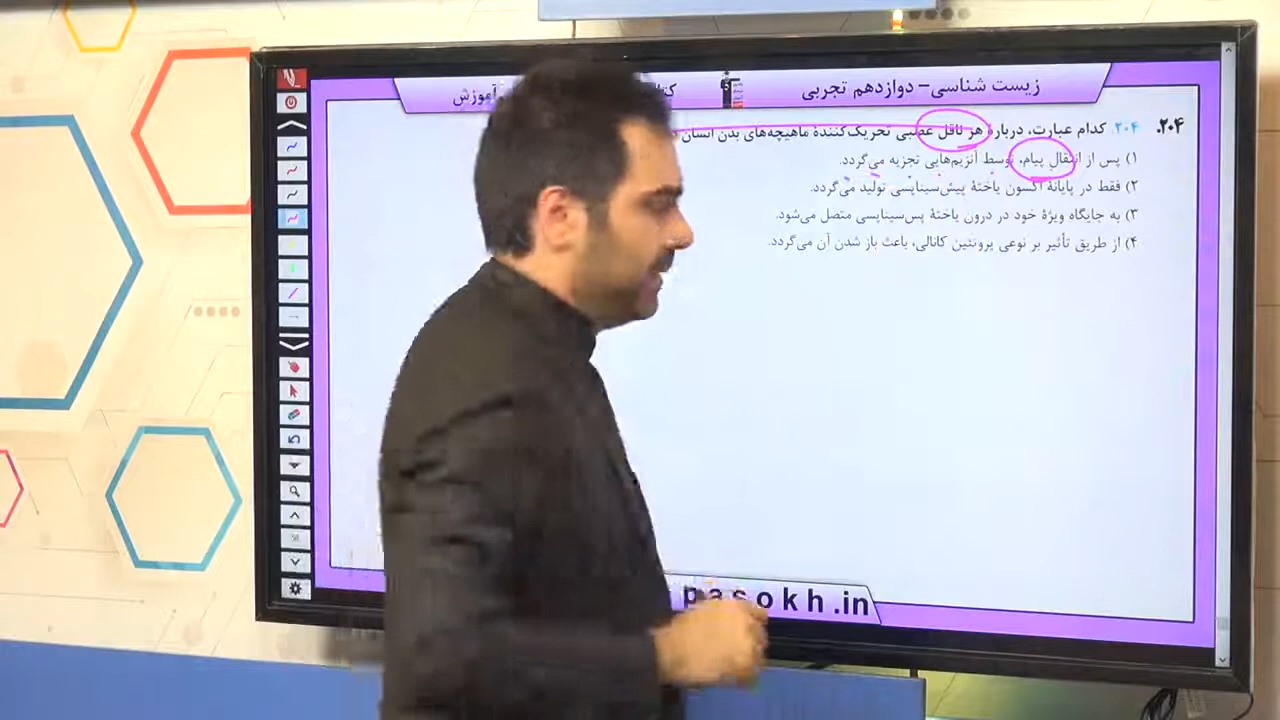 زیست شناسی- دوازدهم تجربی
آموزش
۲۰۴. ۲۰۴. کدام عبارت، دربارهٔ هر ناقل عصبی تحریک‌کنندهٔ ماهیچه‌های بدن انسان
۱) پس از انتقال پیام، توسط آنزیم‌هایی تجزیه می‌گردد.
۲) فقط در پایانهٔ آکسون یاختهٔ پیش‌سیناپسی تولید می‌گردد.
۳) به جایگاه ویژهٔ خود در درون یاختهٔ پس‌سیناپسی متصل می‌شود.
۴) از طریق تأثیر بر نوعی پروتئین کانالی، باعث باز شدن آن می‌گردد.
pasokh.in